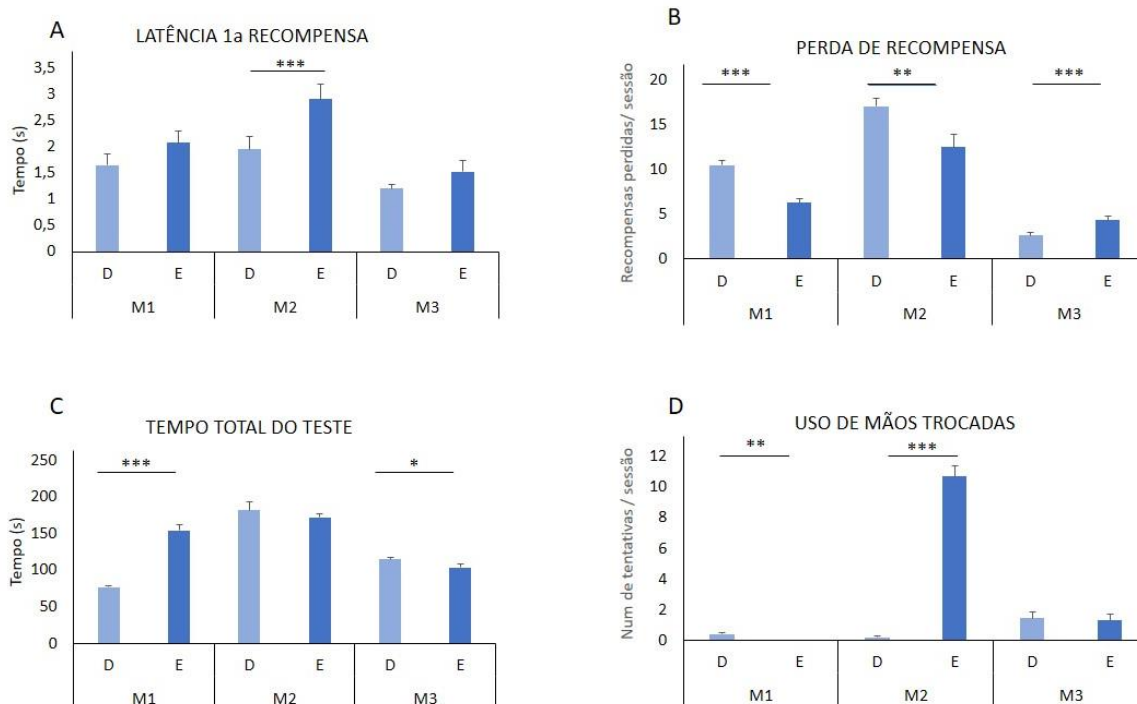 A
LATÊNCIA 1a RECOMPENSA
Tempo (s)
3,5
3
2,5
2
1,5
1
0,5
0
***
D E D E D E
M1 M2 M3
B
PERDA DE RECOMPENSA
Recompensas perdidas/ sessão
20
15
10
5
0
*** ** ***
D E D E D E
M1 M2 M3
C
TEMPO TOTAL DO TESTE
Tempo (s)
250
200
150
100
50
0
*** *
D E D E D E
M1 M2 M3
D
USO DE MÃOS TROCADAS
Num de tentativas / sessão
12
10
8
6
4
2
0
** ***
D E D E D E
M1 M2 M3